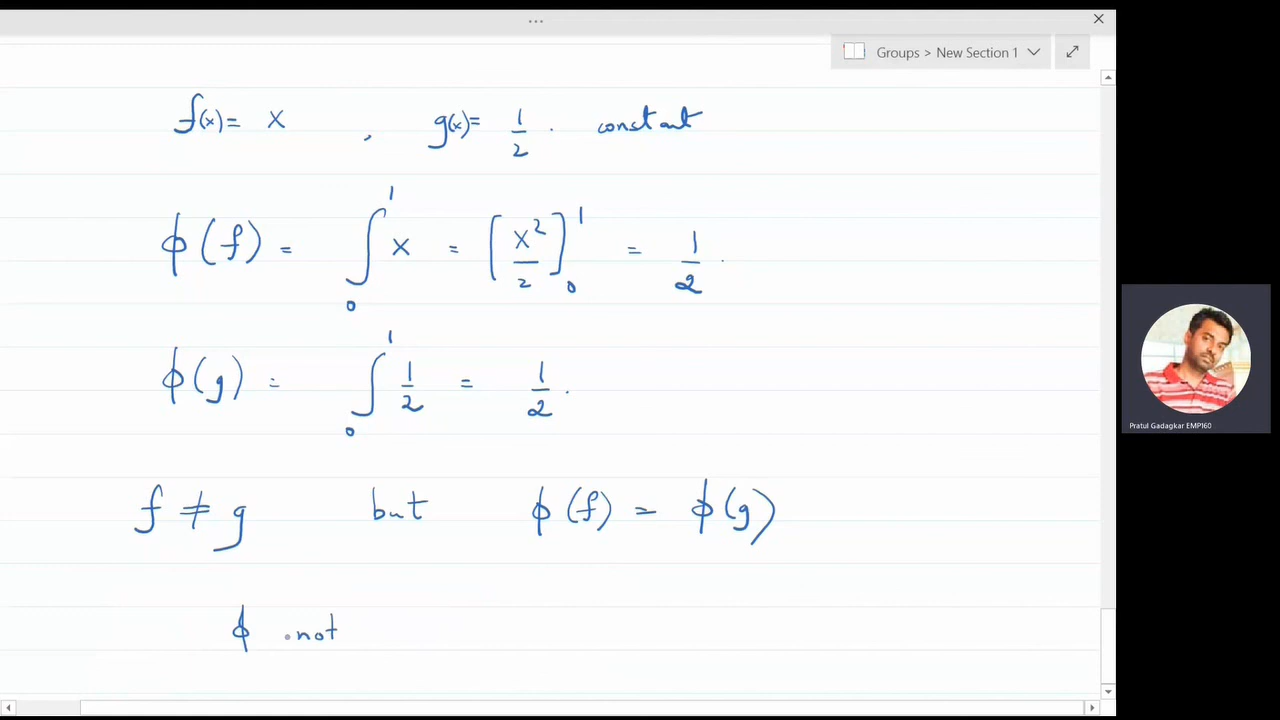 ...
Groups > New Section 1
f(x) = x , g(x) = 1/2 . constant
ϕ(f) = ∫₀¹ x = [x²/2]₀¹ = 1/2 .
ϕ(g) = ∫₀¹ 1/2 = 1/2 .
f ≠ g but ϕ(f) = ϕ(g)
ϕ not
Pratul Gadagkar EMP160